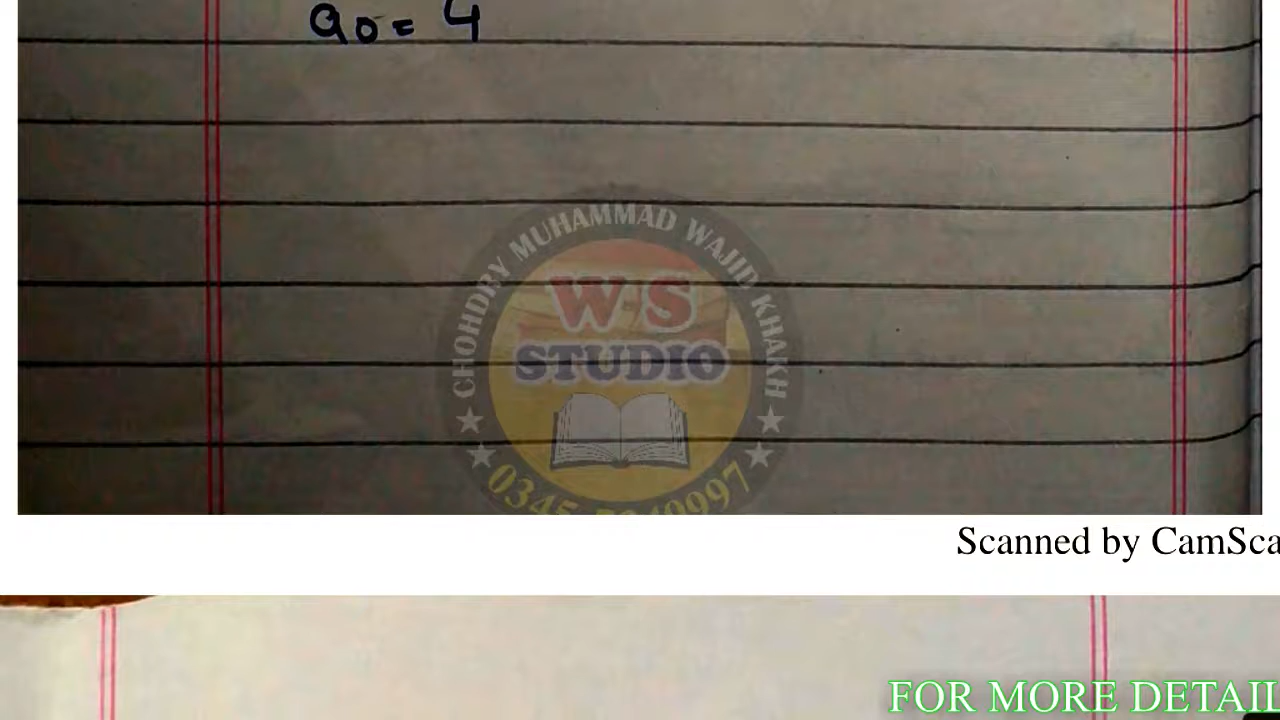 a0 = 4
CHOHDRY MUHAMMAD WAJID KHAKH
W S
STUDIO
Scanned by CamSca
FOR MORE DETAIL